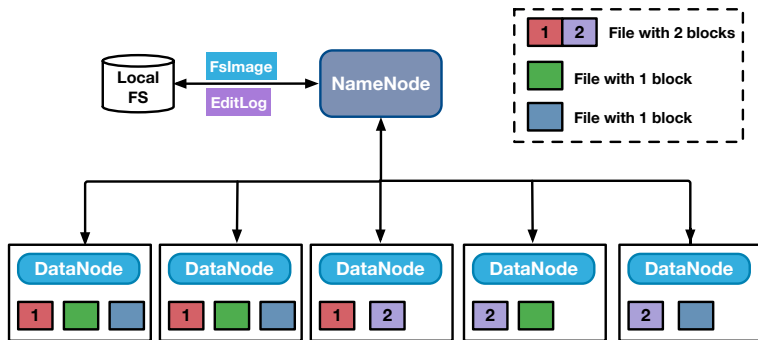 1 2 File with 2 blocks
FsImage
Local
FS
NameNode
EditLog
File with 1 block
File with 1 block
DataNode DataNode DataNode DataNode DataNode
1 1 1 2 2 2